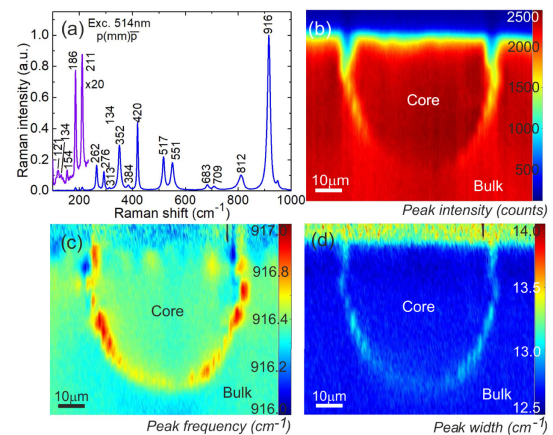 (a)
Exc. 514nm
p(mm)p̅
186
211
x20
121
134
154
262
276
313
134
352
384
420
517
551
683
709
812
916
Raman intensity (a.u.)
1.0
0.8
0.6
0.4
0.2
0.0
200
400
600
800
1000
Raman shift (cm⁻¹)
(b)
2500
2000
1500
1000
500
Core
Bulk
10μm
Peak intensity (counts)
(c)
917.0
916.8
916.6
916.4
916.2
916.0
Core
Bulk
10μm
Peak frequency (cm⁻¹)
(d)
14.0
13.5
13.0
12.5
Core
Bulk
10μm
Peak width (cm⁻¹)